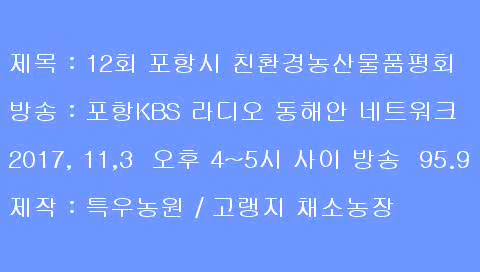 제목 : 12회 포항시 친환경농산물품평회
방송 : 포항KBS 라디오 동해안 네트워크
2017, 11,3 오후 4~5시 사이 방송 95.9
제작 : 특우농원 / 고랭지 채소농장